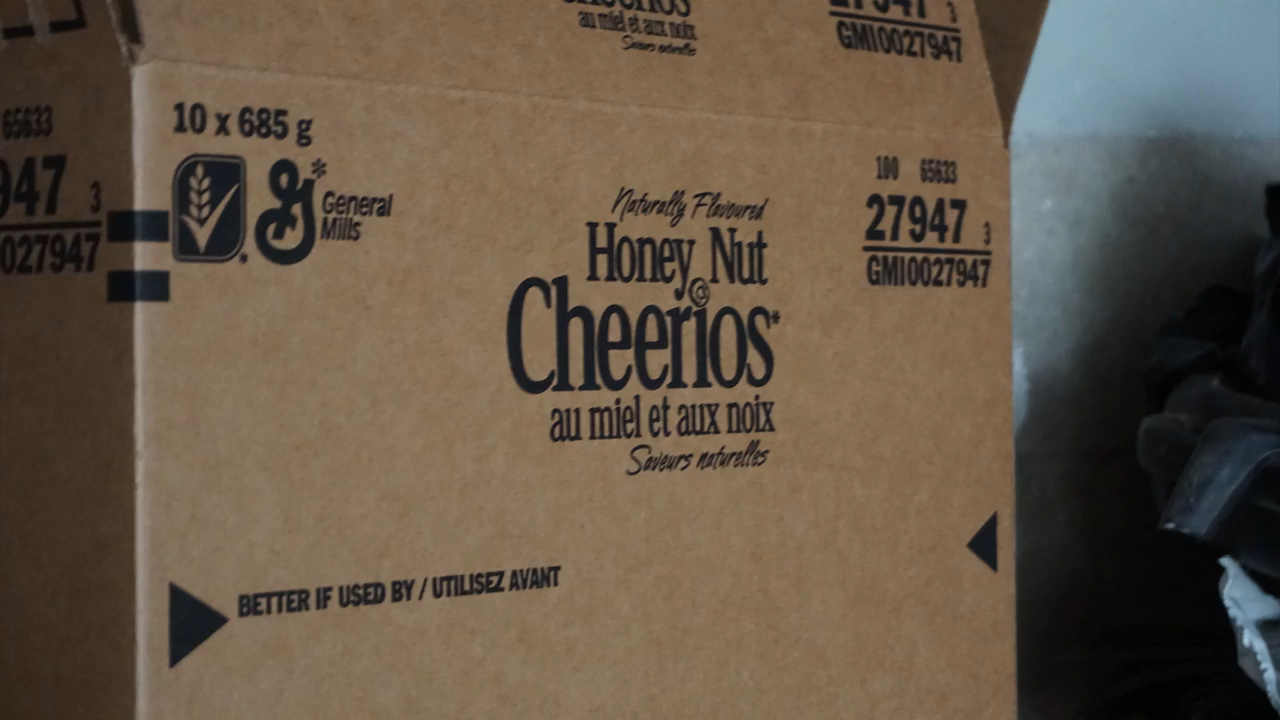 Cheerios
au miel et aux noix
Saveurs naturelles
27947 3
GMI0027947
65633
947 3
0027947
10 x 685 g
General
Mills
Naturally Flavoured
Honey Nut
Cheerios*
au miel et aux noix
Saveurs naturelles
100 65633
27947 3
GMI0027947
BETTER IF USED BY / UTILISEZ AVANT